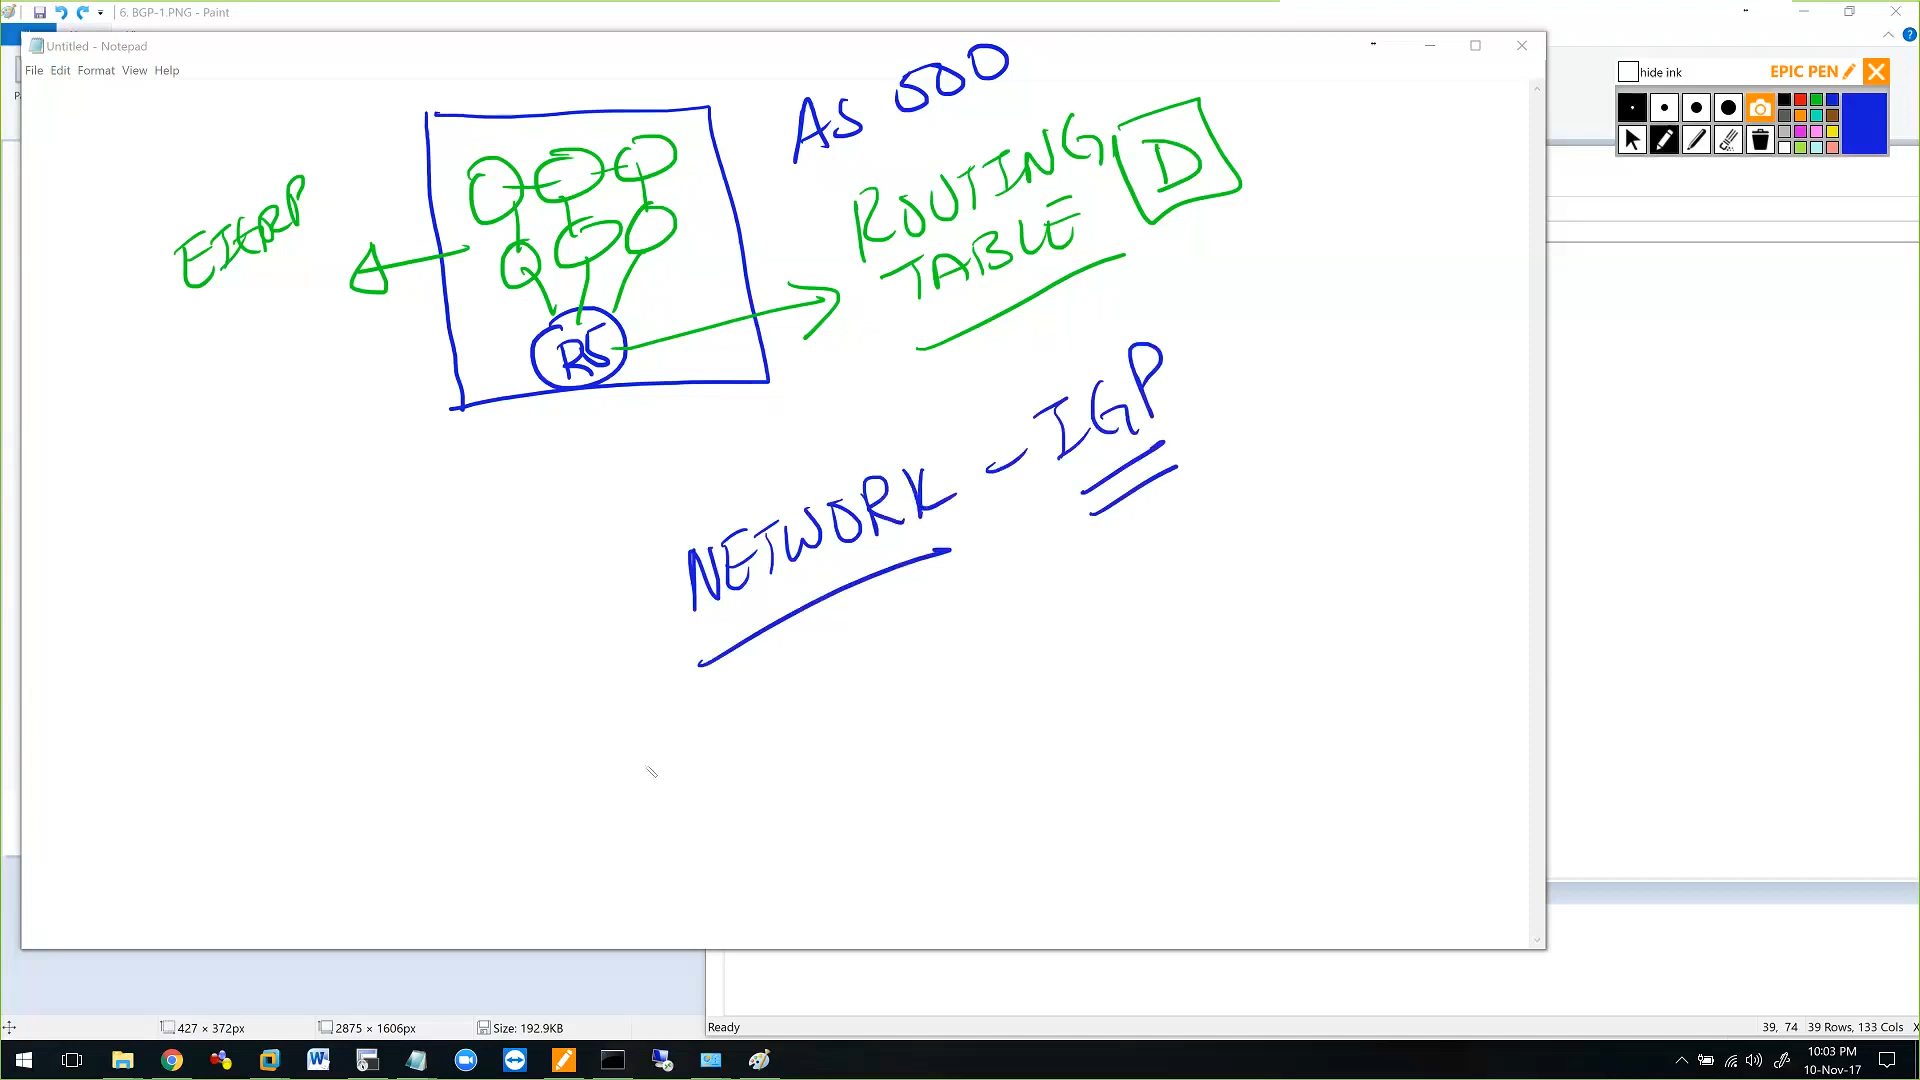 6. BGP-1.PNG - Paint
Untitled - Notepad
File Edit Format View Help
hide ink
EPIC PEN
AS 500
EIGRP
ROUTING
TABLE
D
R5
NETWORK - IGP
427 × 372px
2875 × 1606px
Size: 192.9KB
Ready
39, 74
39 Rows, 133 Cols
10:03 PM
10-Nov-17